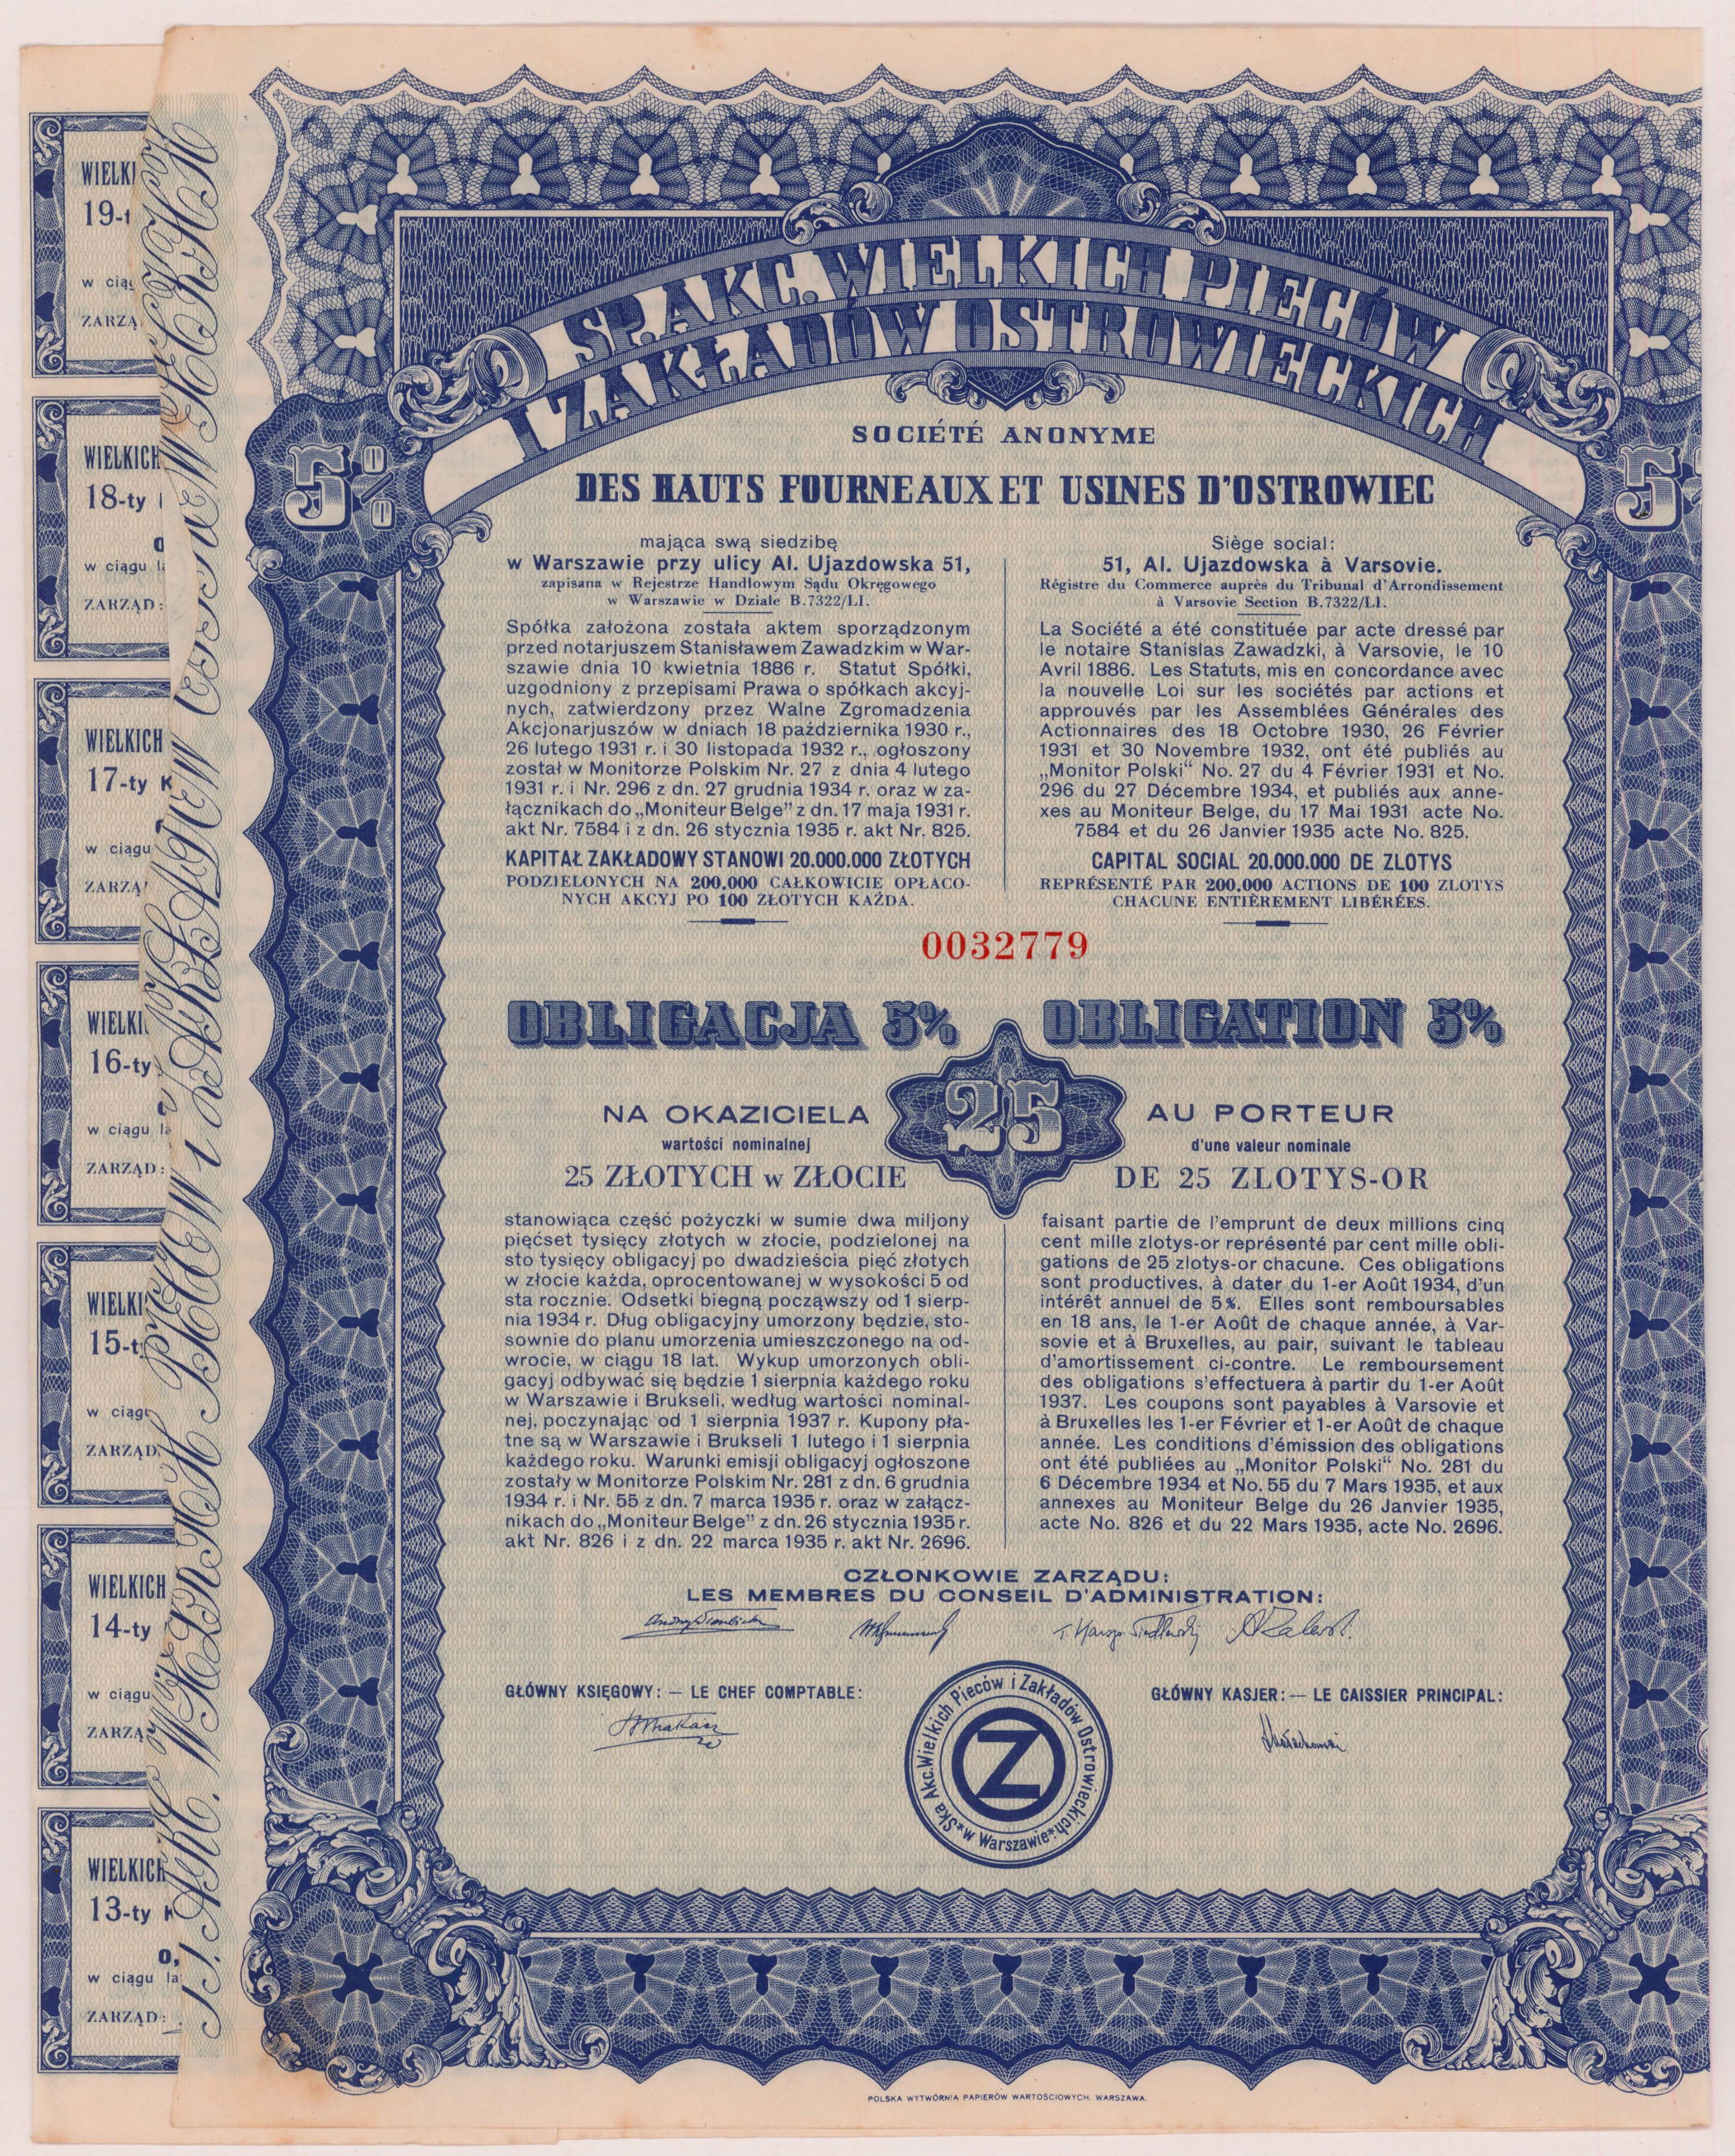 WIELKI
19-t
w ciąg
ZARZĄ
WIELKICH
18-ty
w ciągu
ZARZĄD:
WIELKICH
17-ty K
w ciągu
ZARZĄ
WIELKI
16-ty
w ciągu
ZARZĄD:
WIELKI
15-t
w ciągu
ZARZĄD
WIELKICH
14-ty
w ciągu
ZARZĄ
WIELKICH
13-ty
0,
w ciągu
ZARZĄD:
SP. AKC. WIELKICH PIECÓW
I ZAKŁADÓW OSTROWIECKICH
5%
5
SOCIÉTÉ ANONYME
DES HAUTS FOURNEAUX ET USINES D'OSTROWIEC
mająca swą siedzibę
w Warszawie przy ulicy Al. Ujazdowska 51,
zapisana w Rejestrze Handlowym Sądu Okręgowego
w Warszawie w Dziale B.7322/LI.
Spółka założona została aktem sporządzonym
przed notarjuszem Stanisławem Zawadzkim w War-
szawie dnia 10 kwietnia 1886 r. Statut Spółki,
uzgodniony z przepisami Prawa o spółkach akcyj-
nych, zatwierdzony przez Walne Zgromadzenia
Akcjonarjuszów w dniach 18 października 1930 r.,
26 lutego 1931 r. i 30 listopada 1932 r., ogłoszony
został w Monitorze Polskim Nr. 27 z dnia 4 lutego
1931 r. i Nr. 296 z dn. 27 grudnia 1934 r. oraz w za-
łącznikach do „Moniteur Belge” z dn. 17 maja 1931 r.
akt Nr. 7584 i z dn. 26 stycznia 1935 r. akt Nr. 825.
KAPITAŁ ZAKŁADOWY STANOWI 20.000.000 ZŁOTYCH
PODZIELONYCH NA 200.000 CAŁKOWICIE OPŁACO-
NYCH AKCYJ PO 100 ZŁOTYCH KAŻDA.
Siège social:
51, Al. Ujazdowska à Varsovie.
Régistre du Commerce auprès du Tribunal d'Arrondissement
à Varsovie Section B.7322/LI.
La Société a été constituée par acte dressé par
le notaire Stanislas Zawadzki, à Varsovie, le 10
Avril 1886. Les Statuts, mis en concordance avec
la nouvelle Loi sur les sociétés par actions et
approuvés par les Assemblées Générales des
Actionnaires des 18 Octobre 1930, 26 Février
1931 et 30 Novembre 1932, ont été publiés au
„Monitor Polski“ No. 27 du 4 Février 1931 et No.
296 du 27 Décembre 1934, et publiés aux anne-
xes au Moniteur Belge, du 17 Mai 1931 acte No.
7584 et du 26 Janvier 1935 acte No. 825.
CAPITAL SOCIAL 20.000.000 DE ZLOTYS
REPRÉSENTÉ PAR 200.000 ACTIONS DE 100 ZLOTYS
CHACUNE ENTIÈREMENT LIBÉRÉES.
0032779
OBLIGACJA 5%
OBLIGATION 5%
25
NA OKAZICIELA
wartości nominalnej
25 ZŁOTYCH w ZŁOCIE
AU PORTEUR
d'une valeur nominale
DE 25 ZLOTYS-OR
stanowiąca część pożyczki w sumie dwa miljony
pięćset tysięcy złotych w złocie, podzielonej na
sto tysięcy obligacyj po dwadzieścia pięć złotych
w złocie każda, oprocentowanej w wysokości 5 od
sta rocznie. Odsetki biegną począwszy od 1 sierp-
nia 1934 r. Dług obligacyjny umorzony będzie, sto-
sownie do planu umorzenia umieszczonego na od-
wrocie, w ciągu 18 lat. Wykup umorzonych obli-
gacyj odbywać się będzie 1 sierpnia każdego roku
w Warszawie i Brukseli, według wartości nominal-
nej, poczynając od 1 sierpnia 1937 r. Kupony pła-
tne są w Warszawie i Brukseli 1 lutego i 1 sierpnia
każdego roku. Warunki emisji obligacyj ogłoszone
zostały w Monitorze Polskim Nr. 281 z dn. 6 grudnia
1934 r. i Nr. 55 z dn. 7 marca 1935 r. oraz w załącz-
nikach do „Moniteur Belge” z dn. 26 stycznia 1935 r.
akt Nr. 826 i z dn. 22 marca 1935 r. akt Nr. 2696.
faisant partie de l'emprunt de deux millions cinq
cent mille zlotys-or représenté par cent mille obli-
gations de 25 zlotys-or chacune. Ces obligations
sont productives, à dater du 1-er Août 1934, d'un
intérêt annuel de 5%. Elles sont remboursables
en 18 ans, le 1-er Août de chaque année, à Var-
sovie et à Bruxelles, au pair, suivant le tableau
d'amortissement ci-contre. Le remboursement
des obligations s'effectuera à partir du 1-er Août
1937. Les coupons sont payables à Varsovie et
à Bruxelles les 1-er Février et 1-er Août de chaque
année. Les conditions d'émission des obligations
ont été publiées au „Monitor Polski“ No. 281 du
6 Décembre 1934 et No. 55 du 7 Mars 1935, et aux
annexes au Moniteur Belge du 26 Janvier 1935,
acte No. 826 et du 22 Mars 1935, acte No. 2696.
CZŁONKOWIE ZARZĄDU:
LES MEMBRES DU CONSEIL D'ADMINISTRATION:
GŁÓWNY KSIĘGOWY: — LE CHEF COMPTABLE:
GŁÓWNY KASJER: — LE CAISSIER PRINCIPAL:
Ska Akc. Wielkich Pieców i Zakładów Ostrowieckich
*w Warszawie*
Z
POLSKA WYTWÓRNIA PAPIERÓW WARTOŚCIOWYCH. WARSZAWA.